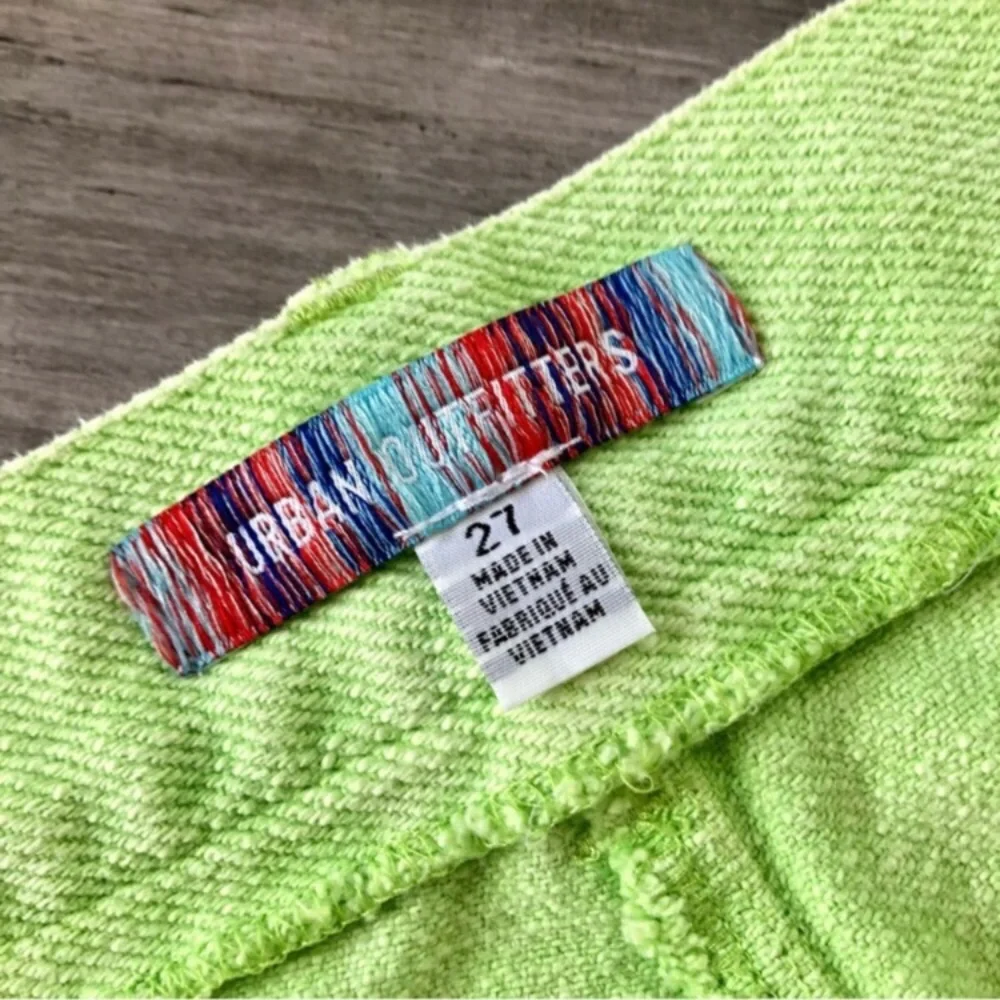 URBAN OUTFITTERS
27
MADE IN
VIETNAM
FABRIQUÉ AU
VIETNAM